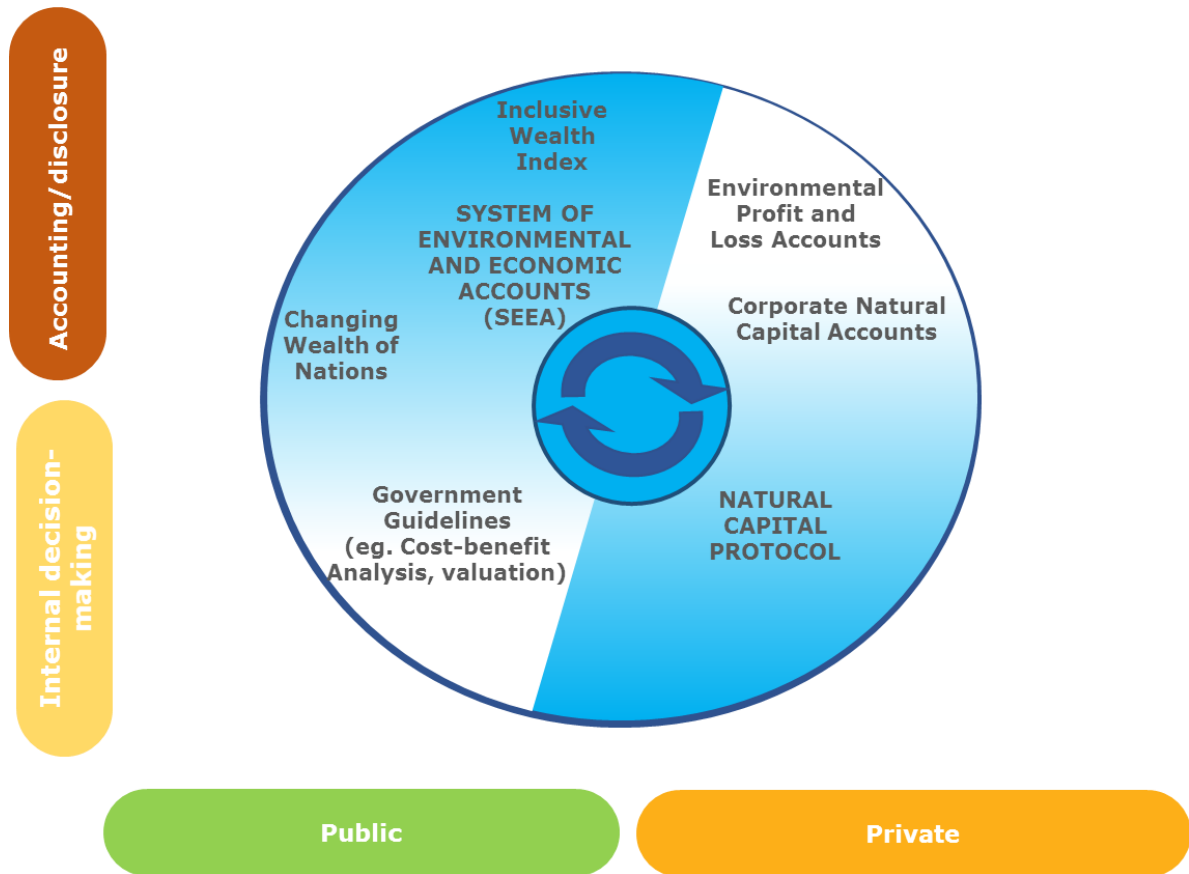 Accounting/disclosure
Internal decision-
making
Inclusive
Wealth
Index
SYSTEM OF
ENVIRONMENTAL
AND ECONOMIC
ACCOUNTS
(SEEA)
Changing
Wealth of
Nations
Government
Guidelines
(eg. Cost-benefit
Analysis, valuation)
Environmental
Profit and
Loss Accounts
Corporate Natural
Capital Accounts
NATURAL
CAPITAL
PROTOCOL
Public
Private